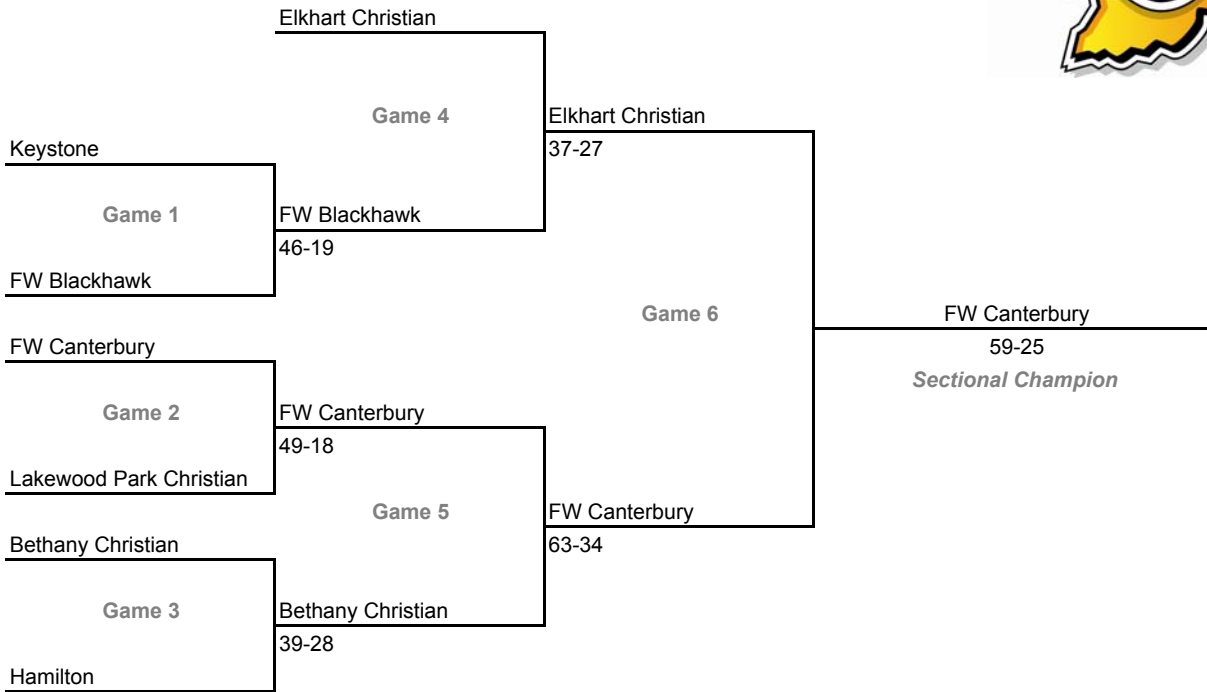 Elkhart Christian
Game 4
Elkhart Christian
Keystone
37-27
Game 1
FW Blackhawk
46-19
FW Blackhawk
Game 6
FW Canterbury
FW Canterbury
59-25
Sectional Champion
Game 2
FW Canterbury
49-18
Lakewood Park Christian
Game 5
FW Canterbury
Bethany Christian
63-34
Game 3
Bethany Christian
39-28
Hamilton